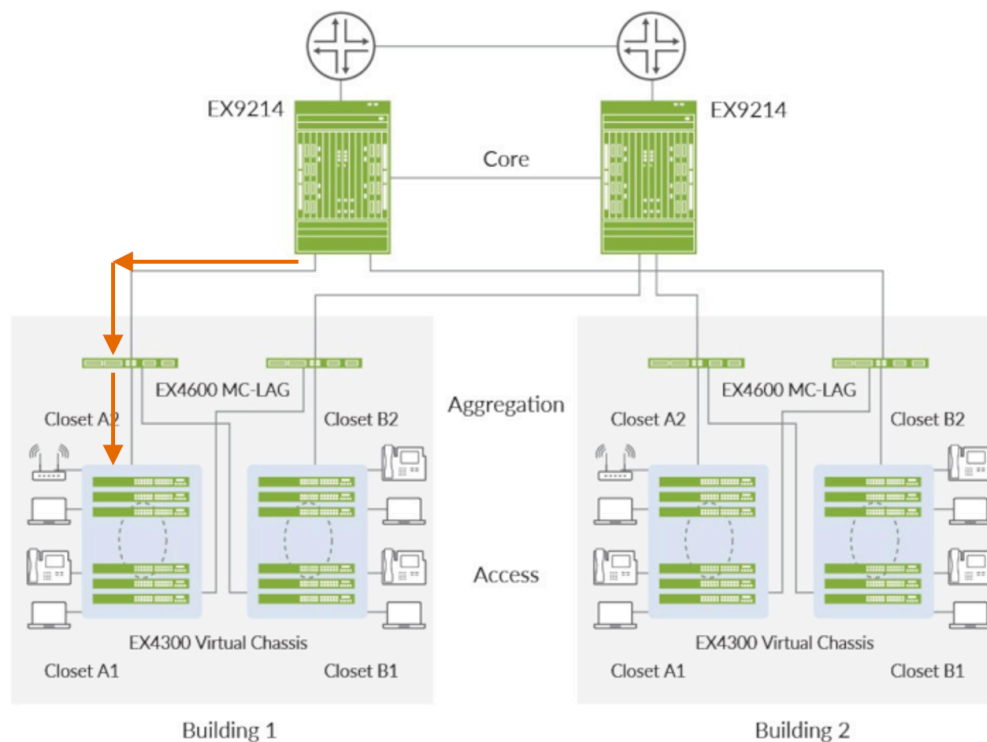 EX9214
EX9214
Core
EX4600 MC-LAG
EX4600 MC-LAG
Aggregation
Closet A2
Closet B2
Closet A2
Closet B2
Access
EX4300 Virtual Chassis
EX4300 Virtual Chassis
Closet A1
Closet B1
Closet A1
Closet B1
Building 1
Building 2